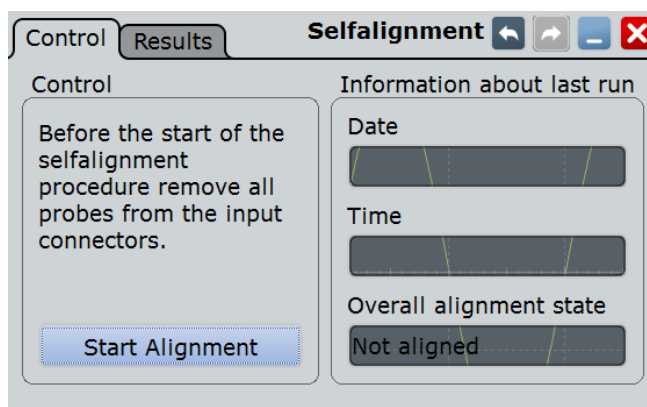 Control Results Selfalignment
Control
Before the start of the
selfalignment
procedure remove all
probes from the input
connectors.
Start Alignment
Information about last run
Date
Time
Overall alignment state
Not aligned